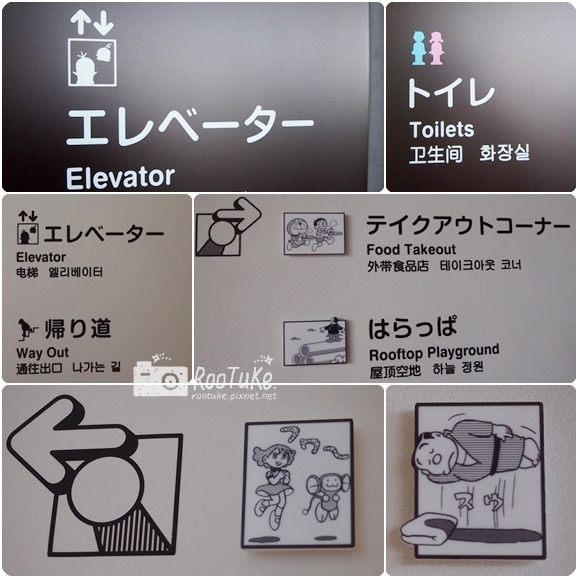 エレベーター
Elevator
トイレ
Toilets
卫生间 화장실
エレベーター
Elevator
电梯 엘리베이터
帰り道
Way Out
通往出口 나가는 길
テイクアウトコーナー
Food Takeout
外带食品店 테이크아웃 코너
はらっぱ
Rooftop Playground
屋顶空地 하늘 정원
RooTuKe.
rootuke.pixnet.net
スウ